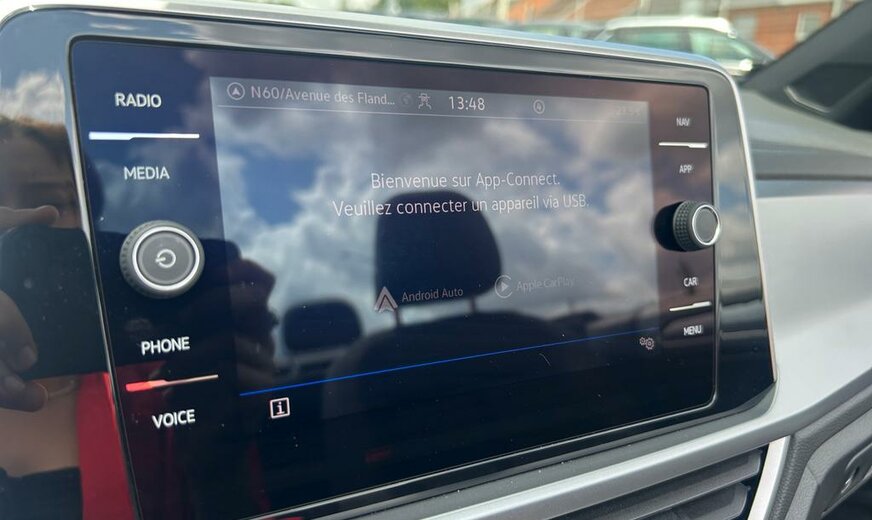 RADIO
MEDIA
PHONE
VOICE
N60/Avenue des Fland... 13:48
Bienvenue sur App-Connect.
Veuillez connecter un appareil via USB.
Android Auto
Apple CarPlay
i
NAV
APP
CAR
MENU